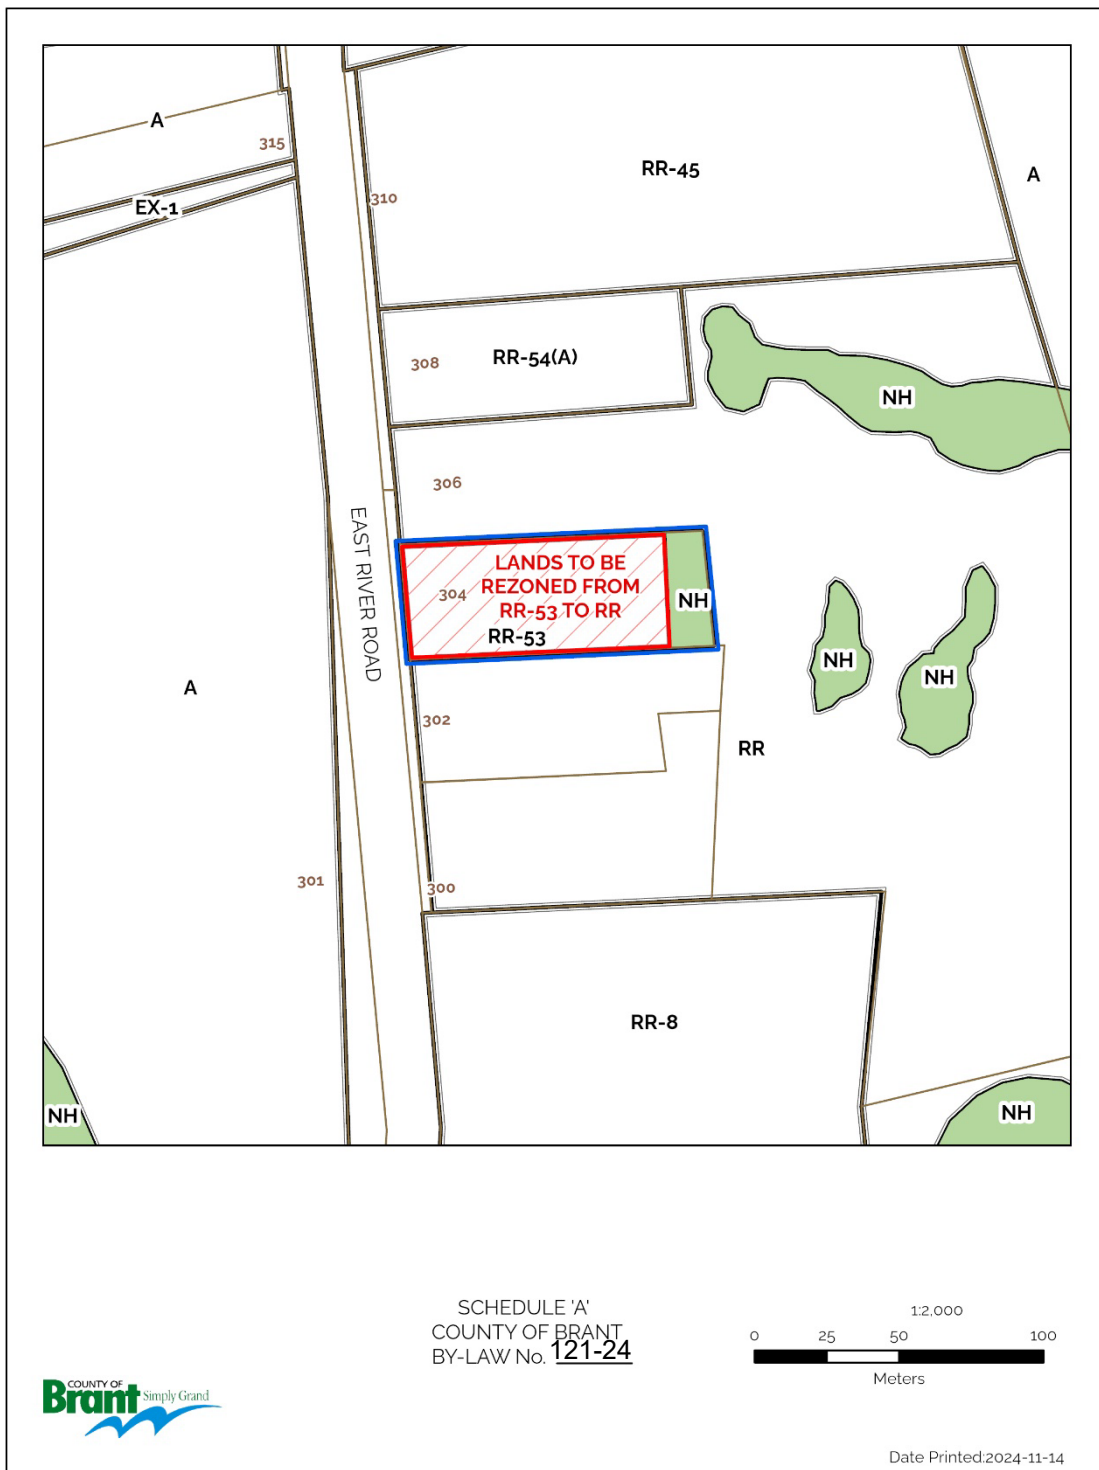 A
315
EX-1
310
RR-45
A
308
RR-54(A)
NH
306
EAST RIVER ROAD
LANDS TO BE
REZONED FROM
RR-53 TO RR
304
RR-53
NH
NH
NH
A
302
RR
301
300
RR-8
NH
NH
SCHEDULE 'A'
COUNTY OF BRANT
BY-LAW No. 121-24
1:2,000
0 25 50 100
Meters
COUNTY OF
Brant Simply Grand
Date Printed:2024-11-14